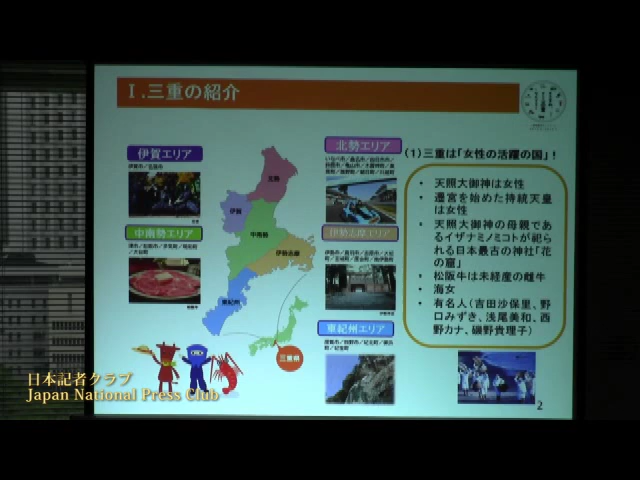 Ⅰ.三重の紹介
伊賀エリア
伊賀市／名張市
中南勢エリア
北勢エリア
伊勢志摩エリア
東紀州エリア
北勢
伊賀
中南勢
伊勢志摩
東紀州
三重県
(1)三重は「女性の活躍の国」!
• 天照大御神は女性
• 遷宮を始めた持統天皇
は女性
• 天照大御神の母親であ
るイザナミノミコトが祀ら
れる日本最古の神社「花
の窟」
• 松阪牛は未経産の雌牛
• 海女
• 有名人(吉田沙保里、野
口みずき、浅尾美和、西
野カナ、磯野貴理子)
2
日本記者クラブ
Japan National Press Club